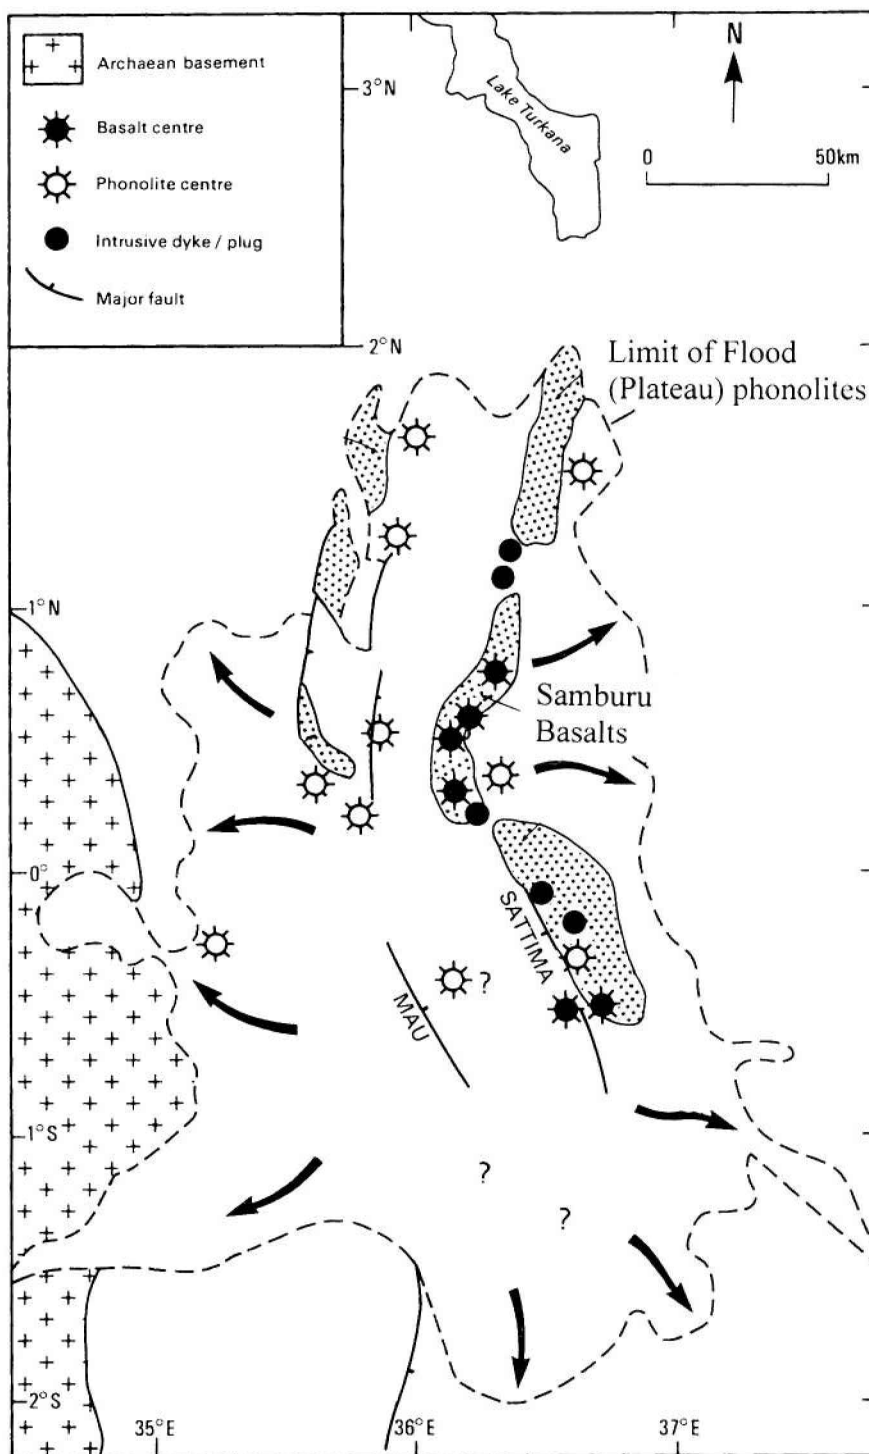 Archaean basement
Basalt centre
Phonolite centre
Intrusive dyke / plug
Major fault
3°N
Lake Turkana
N
0 50km
2°N
Limit of Flood
(Plateau) phonolites
1°N
Samburu
Basalts
0°
SATTIMA
MAU
?
1°S
?
?
2°S
35°E 36°E 37°E